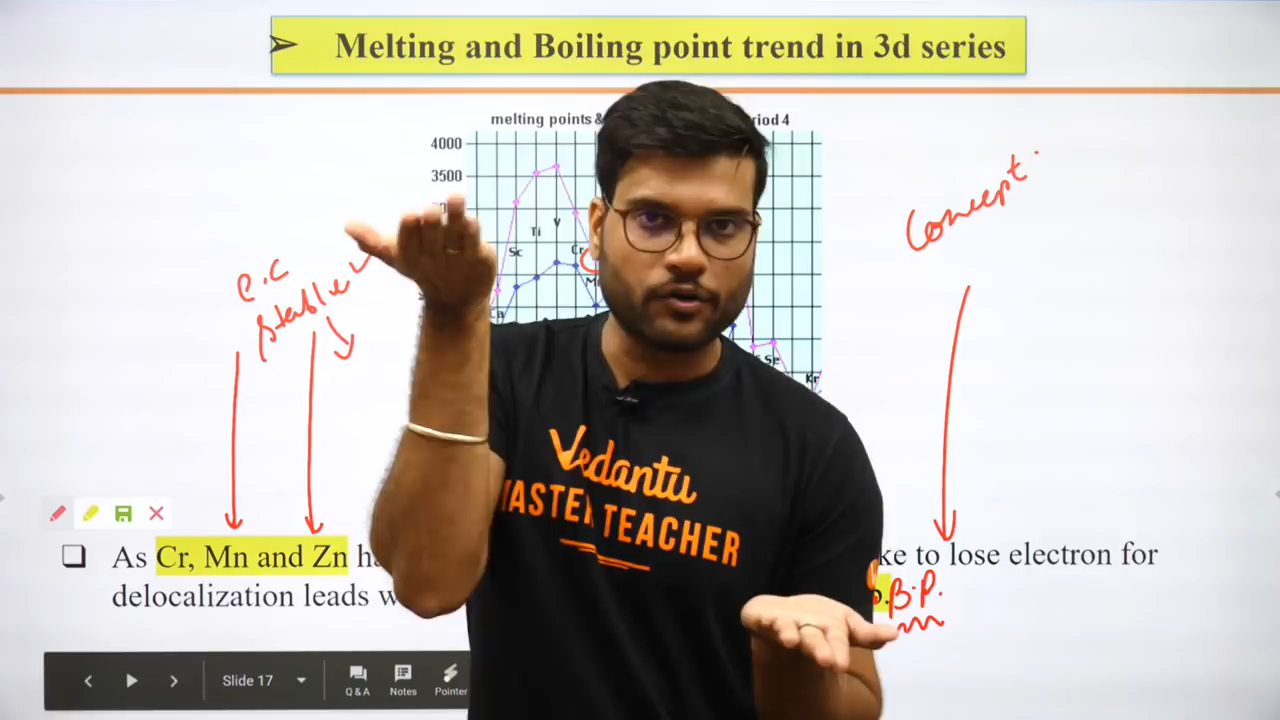 ➢ Melting and Boiling point trend in 3d series
melting points &
riod 4
4000
3500
Concept
V
Ti
Cr
Sc
e.c
stable
Ca
Se
Kr
Vedantu
MASTER TEACHER
As Cr, Mn and Zn
to lose electron for
delocalization leads
B.P.
Slide 17
Q & A
Notes
Pointer